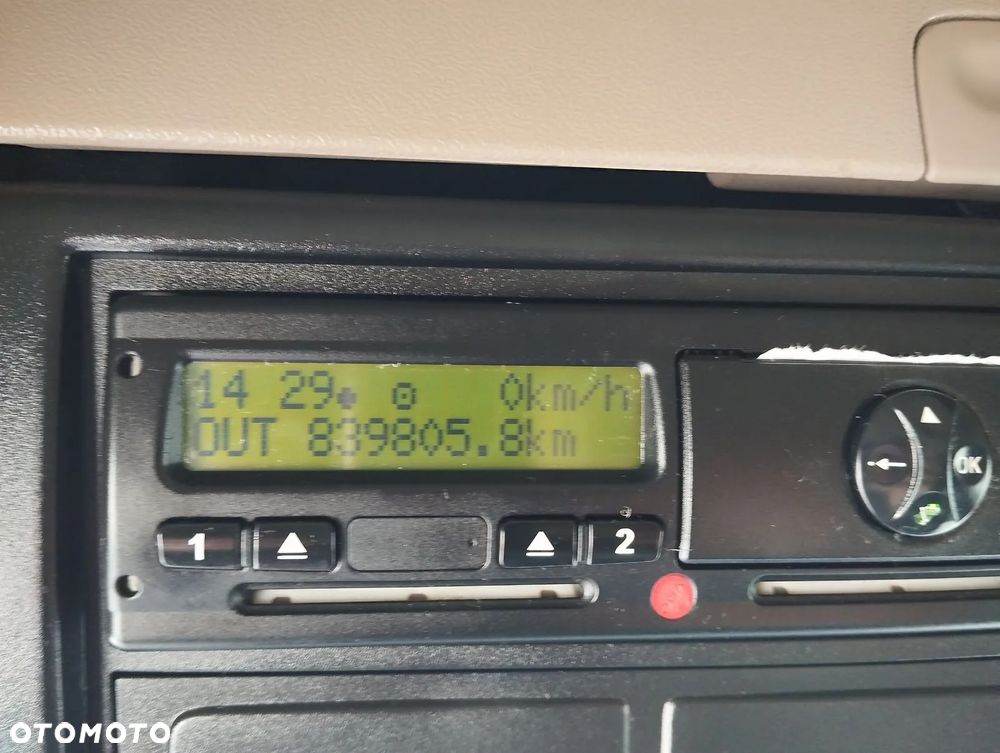 14 29 0km/h
OUT 839805.8km
OK
1 2
OTOMOTO